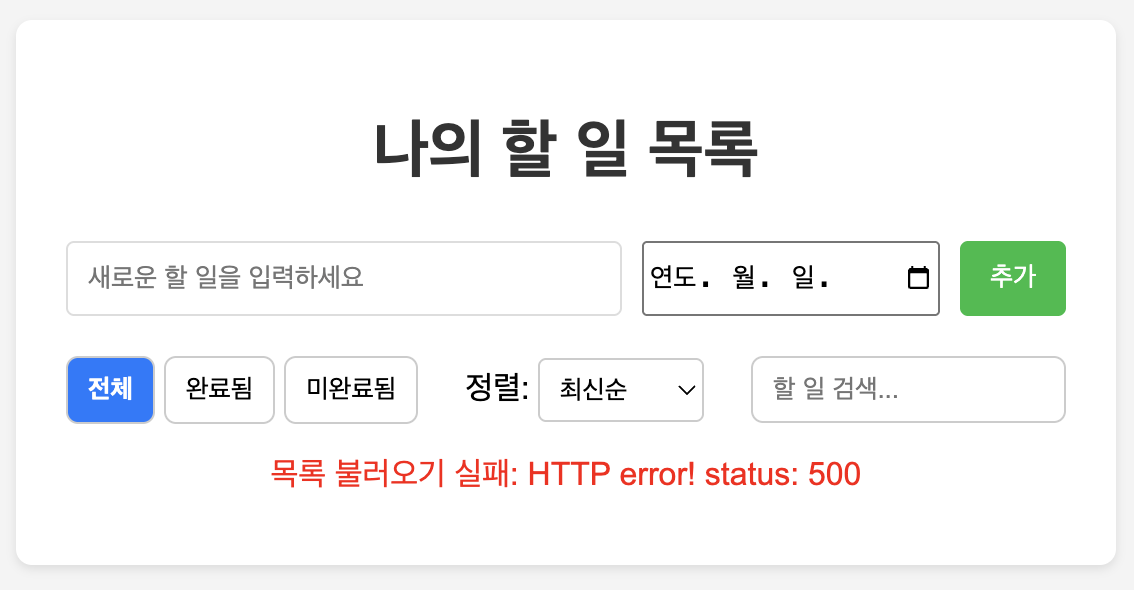 나의 할 일 목록
새로운 할 일을 입력하세요 연도. 월. 일. 추가
전체 완료됨 미완료됨 정렬: 최신순 할 일 검색...
목록 불러오기 실패: HTTP error! status: 500